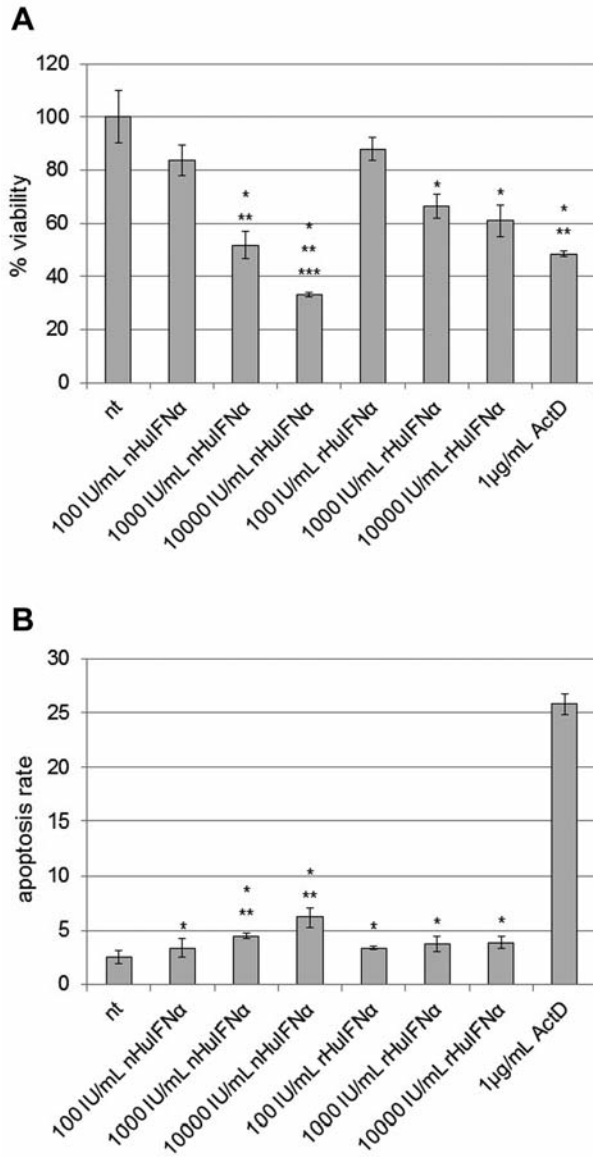 A
120
100
80
60
40
20
0
% viability
*
**
*
**
***
*
*
*
**
nt
100 IU/mL nHuIFNα
1000 IU/mL nHuIFNα
10000 IU/mL nHuIFNα
100 IU/mL rHuIFNα
1000 IU/mL rHuIFNα
10000 IU/mL rHuIFNα
1µg/mL ActD
B
30
25
20
15
10
5
0
apoptosis rate
*
*
**
*
**
*
*
*
nt
100 IU/mL nHuIFNα
1000 IU/mL nHuIFNα
10000 IU/mL nHuIFNα
100 IU/mL rHuIFNα
1000 IU/mL rHuIFNα
10000 IU/mL rHuIFNα
1µg/mL ActD